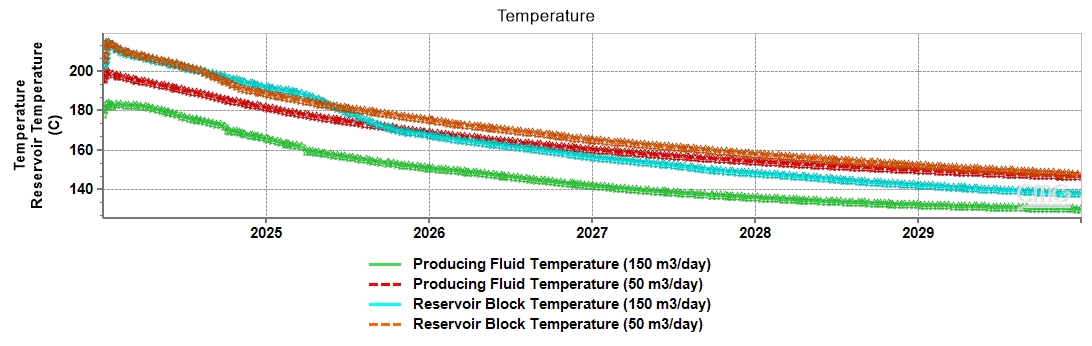 Temperature
Temperature
Reservoir Temperature
(C)
200
180
160
140
2025
2026
2027
2028
2029
Producing Fluid Temperature (150 m3/day)
Producing Fluid Temperature (50 m3/day)
Reservoir Block Temperature (150 m3/day)
Reservoir Block Temperature (50 m3/day)